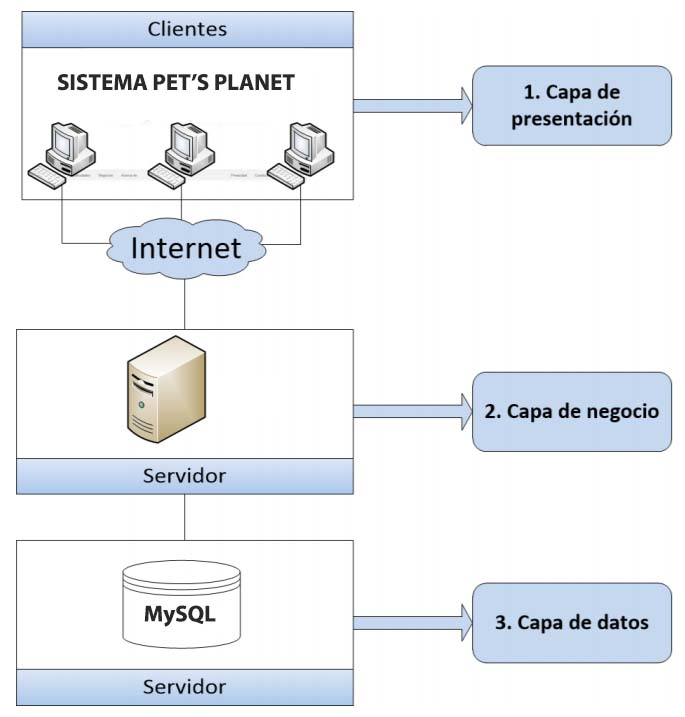 Clientes
SISTEMA PET'S PLANET
1. Capa de
presentación
Internet
2. Capa de negocio
Servidor
MySQL
3. Capa de datos
Servidor